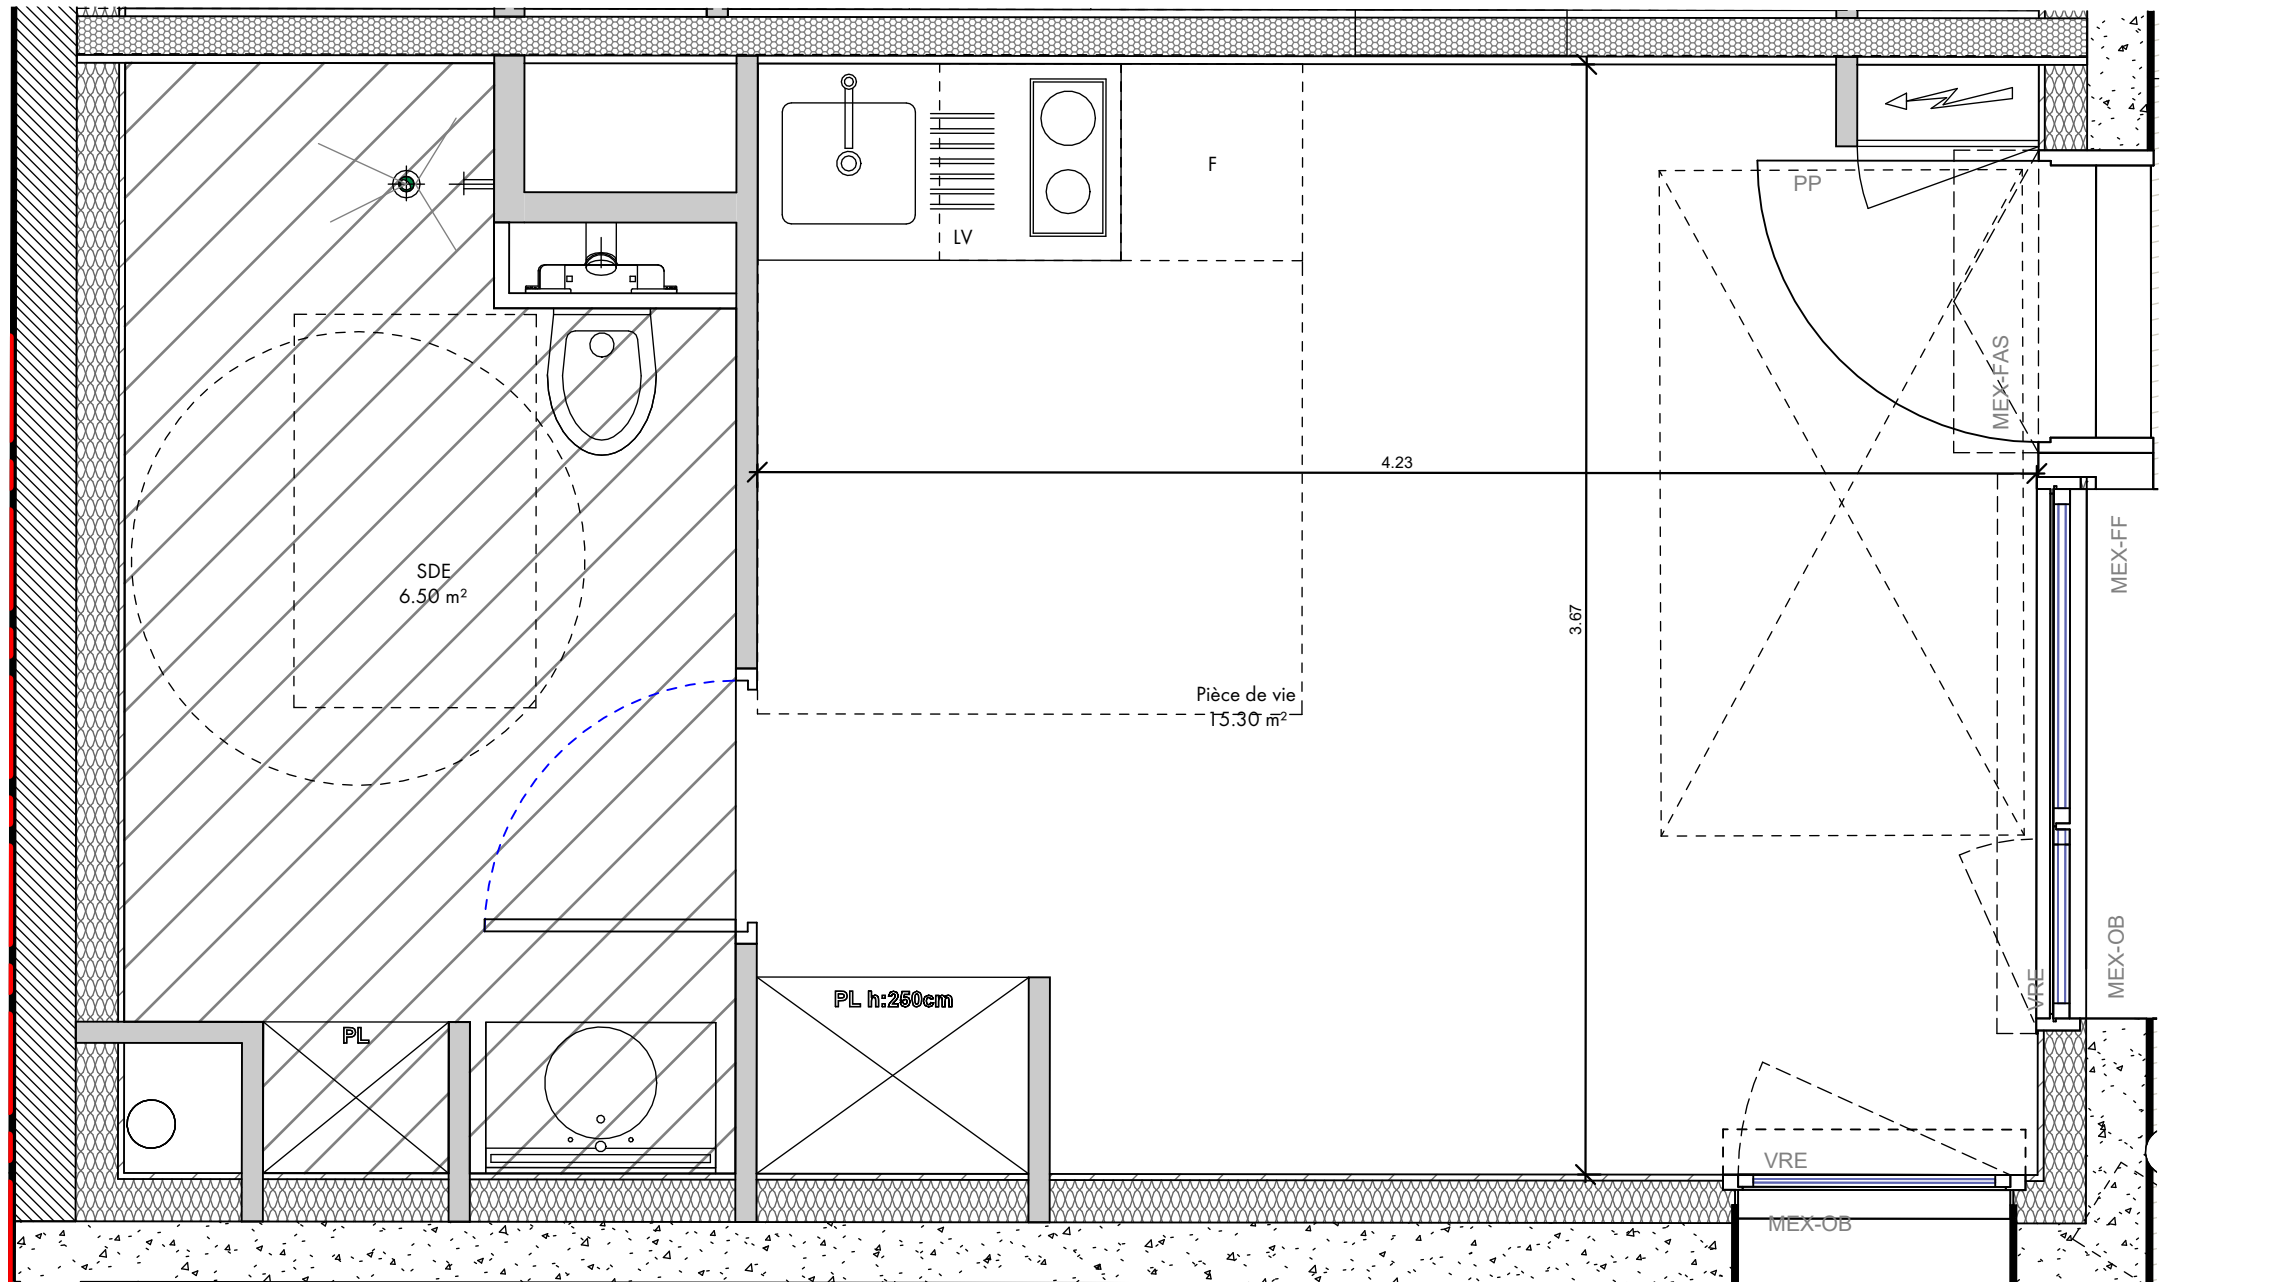 F
PP
LV
MEX-FAS
4.23
MEX-FF
SDE
6.50 m²
3.67
Pièce de vie
15.30 m²
MEX-OB
VRE
PL h:250cm
PL
VRE
MEX-OB